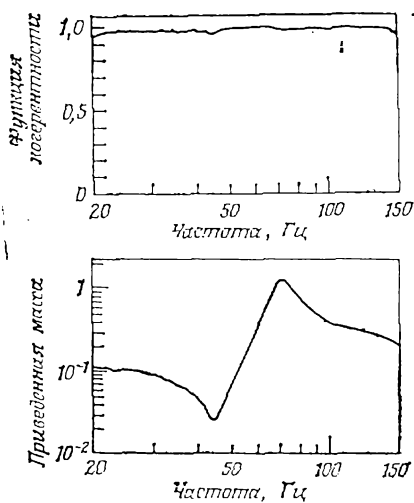 Функция
когерентности
1,0
0,5
0
20 50 100 150
Частота, Гц
Приведенная масса
1
10⁻¹
10⁻²
20 50 100 150
Частота, Гц